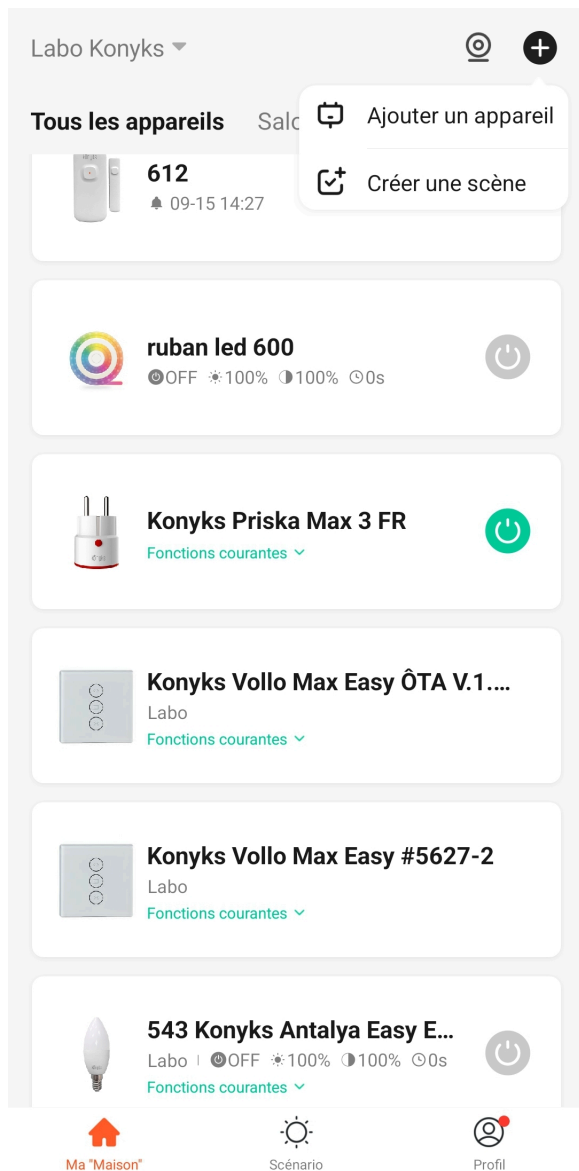 Labo Konyks
Ajouter un appareil
Créer une scène
Tous les appareils
612
09-15 14:27
ruban led 600
OFF 100% 100% 0s
Konyks Priska Max 3 FR
Fonctions courantes
Konyks Vollo Max Easy ÔTA V.1....
Labo
Fonctions courantes
Konyks Vollo Max Easy #5627-2
Labo
Fonctions courantes
543 Konyks Antalya Easy E...
Labo | OFF 100% 100% 0s
Fonctions courantes
Ma "Maison" Scénario Profil